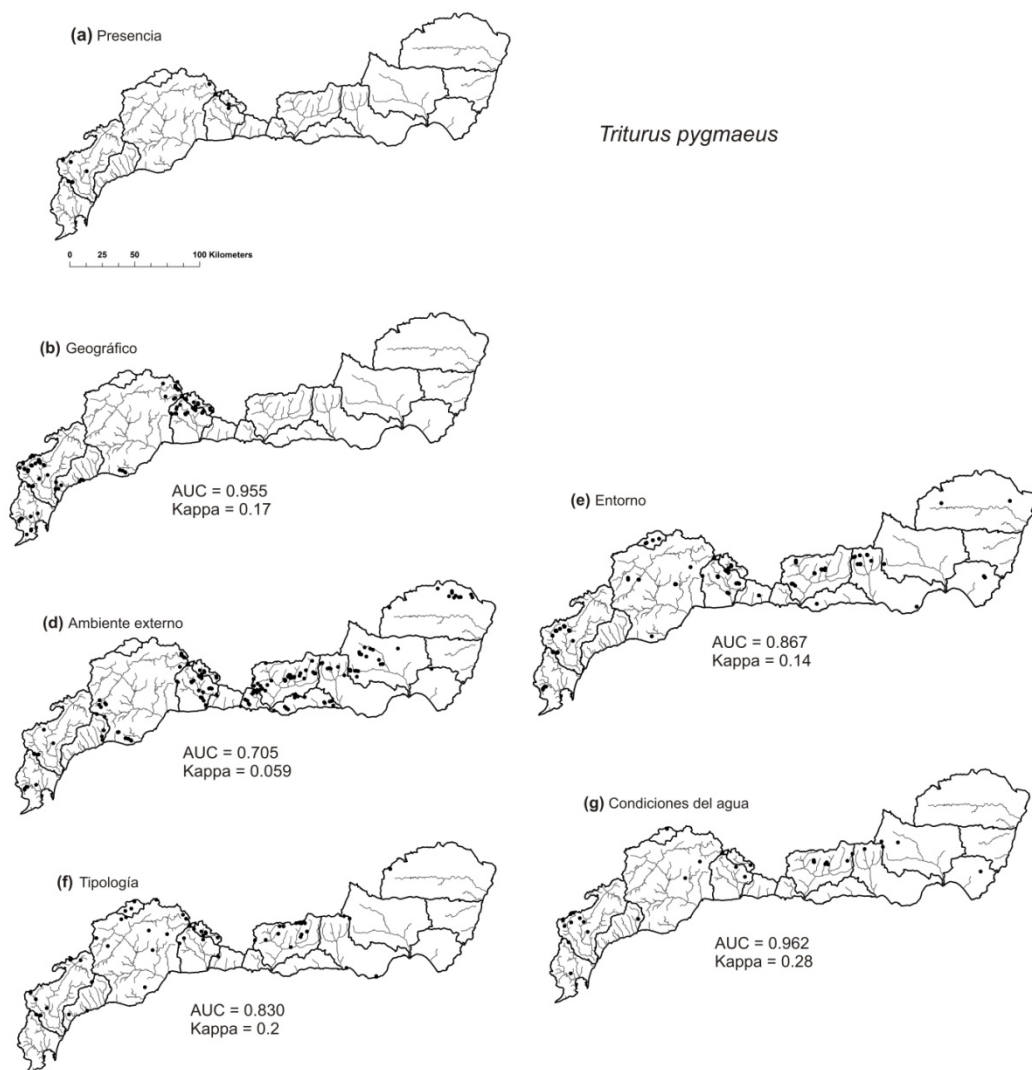 (a) Presencia
Triturus pygmaeus
0 25 50 100 Kilometers
(b) Geográfico
AUC = 0.955
Kappa = 0.17
(e) Entorno
AUC = 0.867
Kappa = 0.14
(d) Ambiente externo
AUC = 0.705
Kappa = 0.059
(g) Condiciones del agua
AUC = 0.962
Kappa = 0.28
(f) Tipología
AUC = 0.830
Kappa = 0.2